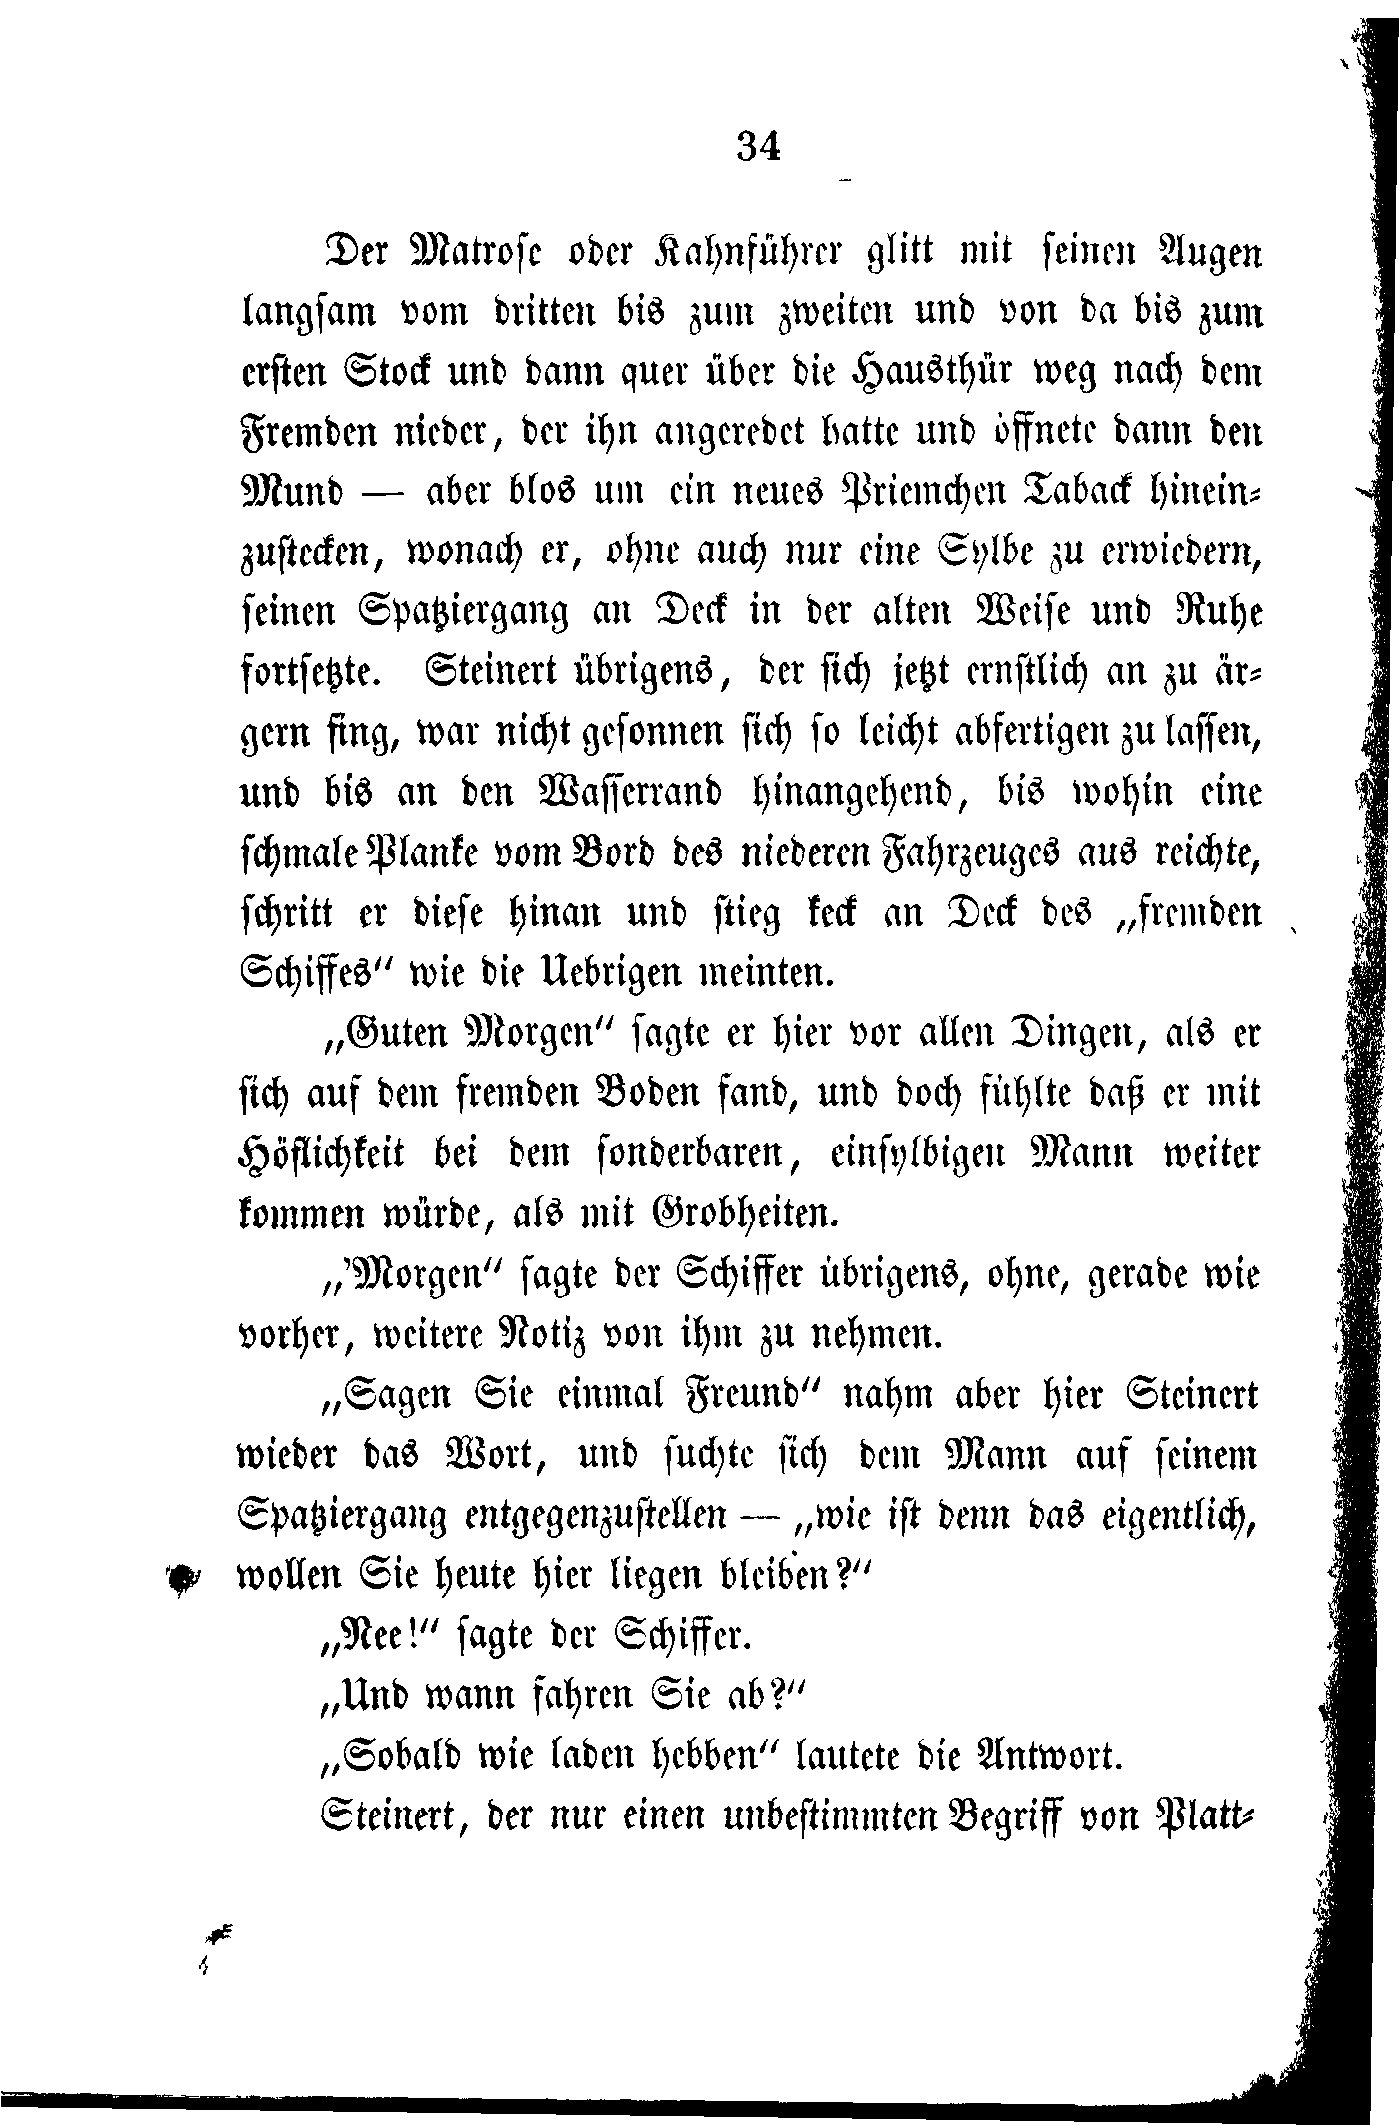 34
Der Matrose oder Kahnführer glitt mit seinen Augen
langsam vom dritten bis zum zweiten und von da bis zum
ersten Stock und dann quer über die Hausthür weg nach dem
Fremden nieder, der ihn angeredet hatte und öffnete dann den
Mund — aber blos um ein neues Priemchen Taback hinein-
zustecken, wonach er, ohne auch nur eine Sylbe zu erwiedern,
seinen Spatziergang an Deck in der alten Weise und Ruhe
fortsetzte. Steinert übrigens, der sich jetzt ernstlich an zu är-
gern fing, war nicht gesonnen sich so leicht abfertigen zu lassen,
und bis an den Wasserrand hinangehend, bis wohin eine
schmale Planke vom Bord des niederen Fahrzeuges aus reichte,
schritt er diese hinan und stieg keck an Deck des „fremden
Schiffes“ wie die Uebrigen meinten.
„Guten Morgen“ sagte er hier vor allen Dingen, als er
sich auf dem fremden Boden fand, und doch fühlte daß er mit
Höflichkeit bei dem sonderbaren, einsylbigen Mann weiter
kommen würde, als mit Grobheiten.
„’Morgen“ sagte der Schiffer übrigens, ohne, gerade wie
vorher, weitere Notiz von ihm zu nehmen.
„Sagen Sie einmal Freund“ nahm aber hier Steinert
wieder das Wort, und suchte sich dem Mann auf seinem
Spatziergang entgegenzustellen — „wie ist denn das eigentlich,
wollen Sie heute hier liegen bleiben?“
„Nee!“ sagte der Schiffer.
„Und wann fahren Sie ab?“
„Sobald wie laden hebben“ lautete die Antwort.
Steinert, der nur einen unbestimmten Begriff von Platt-